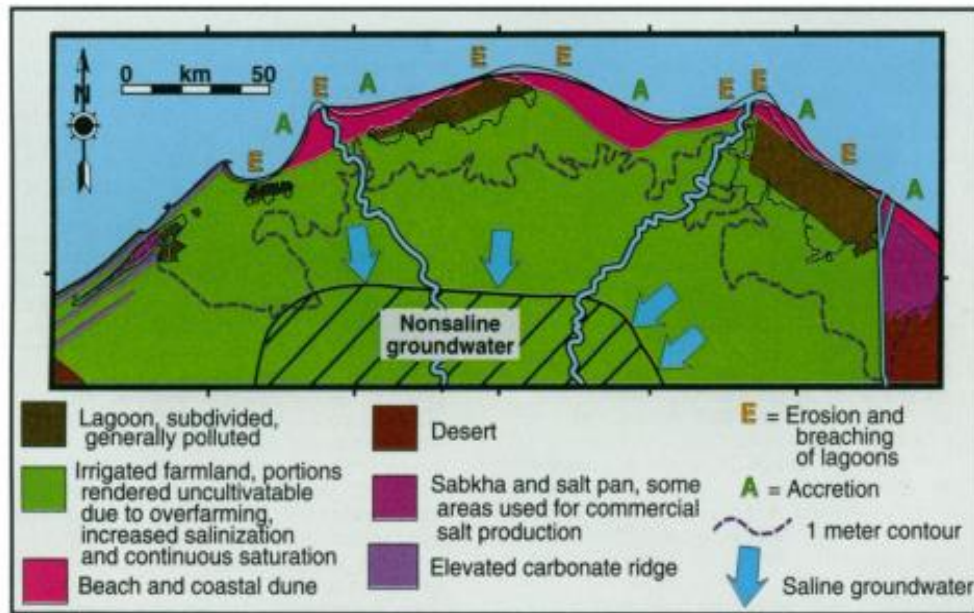 E E
E A A E E
0 km 50
N
A
E
E
A
Nonsaline
groundwater
Lagoon, subdivided,
generally polluted
Irrigated farmland, portions
rendered uncultivatable
due to overfarming,
increased salinization
and continuous saturation
Beach and coastal dune
Desert
Sabkha and salt pan, some
areas used for commercial
salt production
Elevated carbonate ridge
E = Erosion and
breaching
of lagoons
A = Accretion
1 meter contour
Saline groundwater